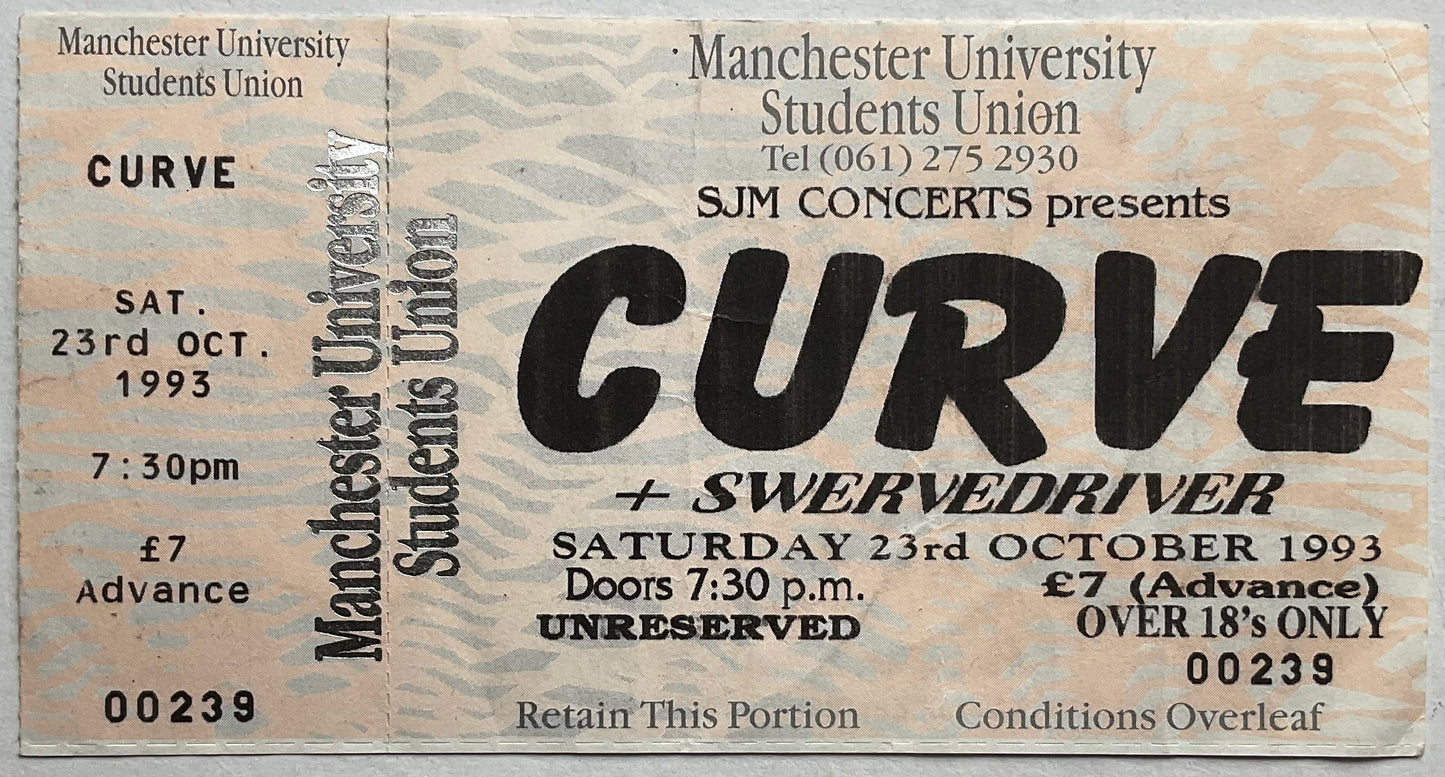 Manchester University
Students Union
CURVE
SAT.
23rd OCT.
1993
7:30pm
£7
Advance
00239
Manchester University
Students Union
Manchester University
Students Union
Tel (061) 275 2930
SJM CONCERTS presents
CURVE
+ SWERVEDRIVER
SATURDAY 23rd OCTOBER 1993
Doors 7:30 p.m. £7 (Advance)
UNRESERVED OVER 18's ONLY
00239
Retain This Portion Conditions Overleaf